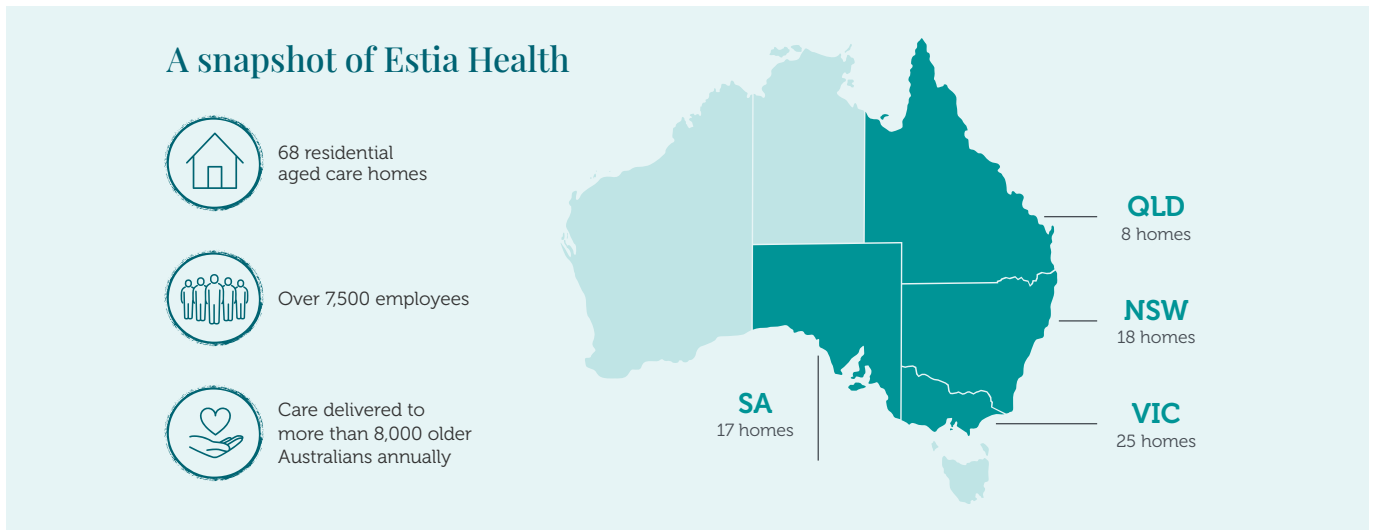 A snapshot of Estia Health
68 residential
aged care homes
Over 7,500 employees
Care delivered to
more than 8,000 older
Australians annually
QLD
8 homes
NSW
18 homes
SA
17 homes
VIC
25 homes